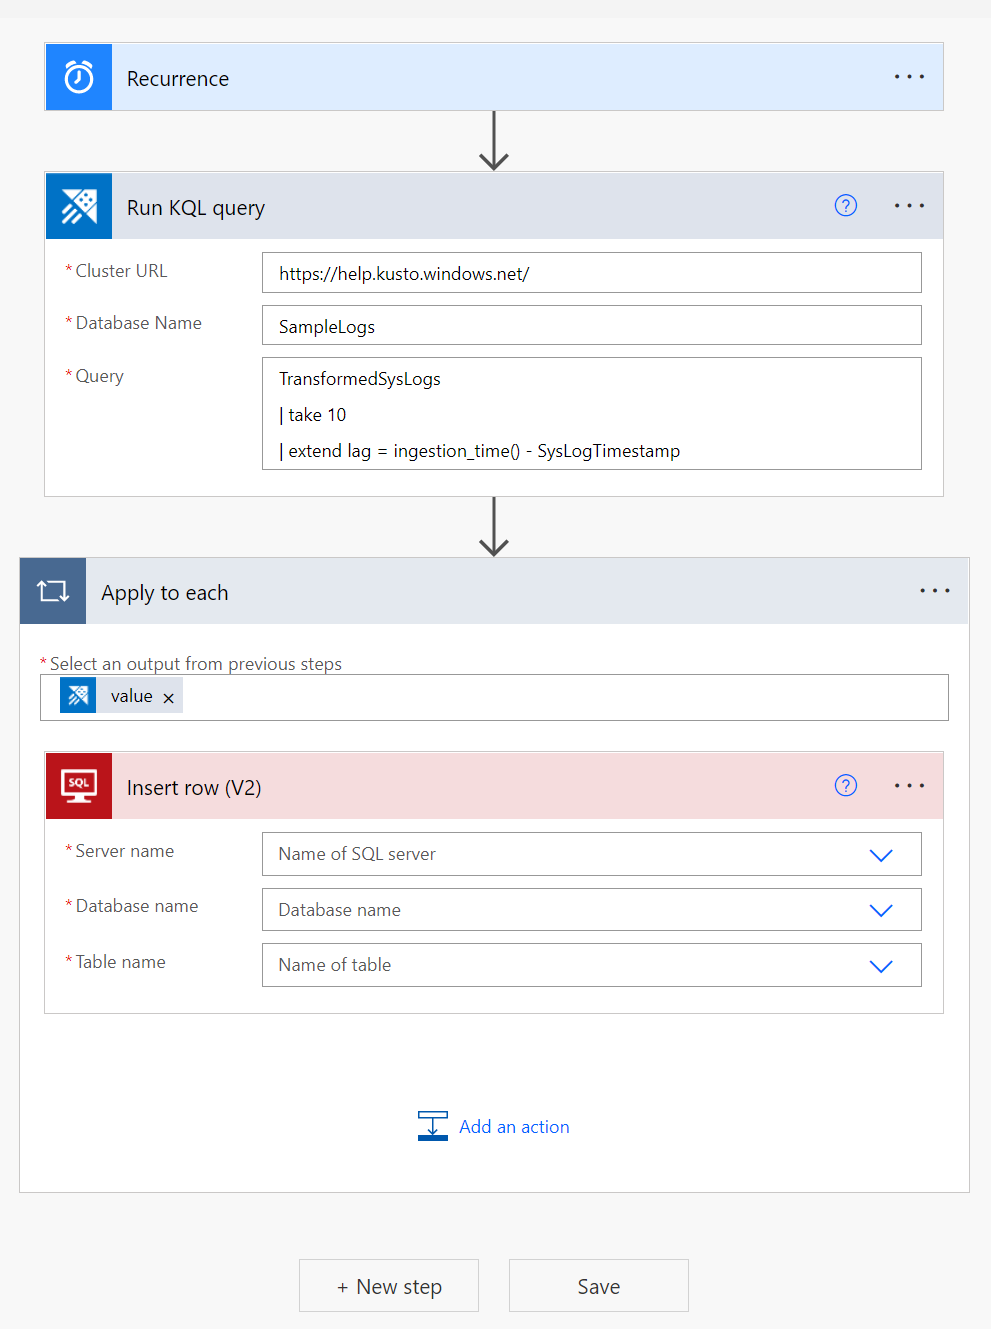 Recurrence
Run KQL query
* Cluster URL
https://help.kusto.windows.net/
* Database Name
SampleLogs
* Query
TransformedSysLogs
| take 10
| extend lag = ingestion_time() - SysLogTimestamp
Apply to each
* Select an output from previous steps
value
SQL
Insert row (V2)
* Server name
Name of SQL server
* Database name
Database name
* Table name
Name of table
Add an action
+ New step
Save